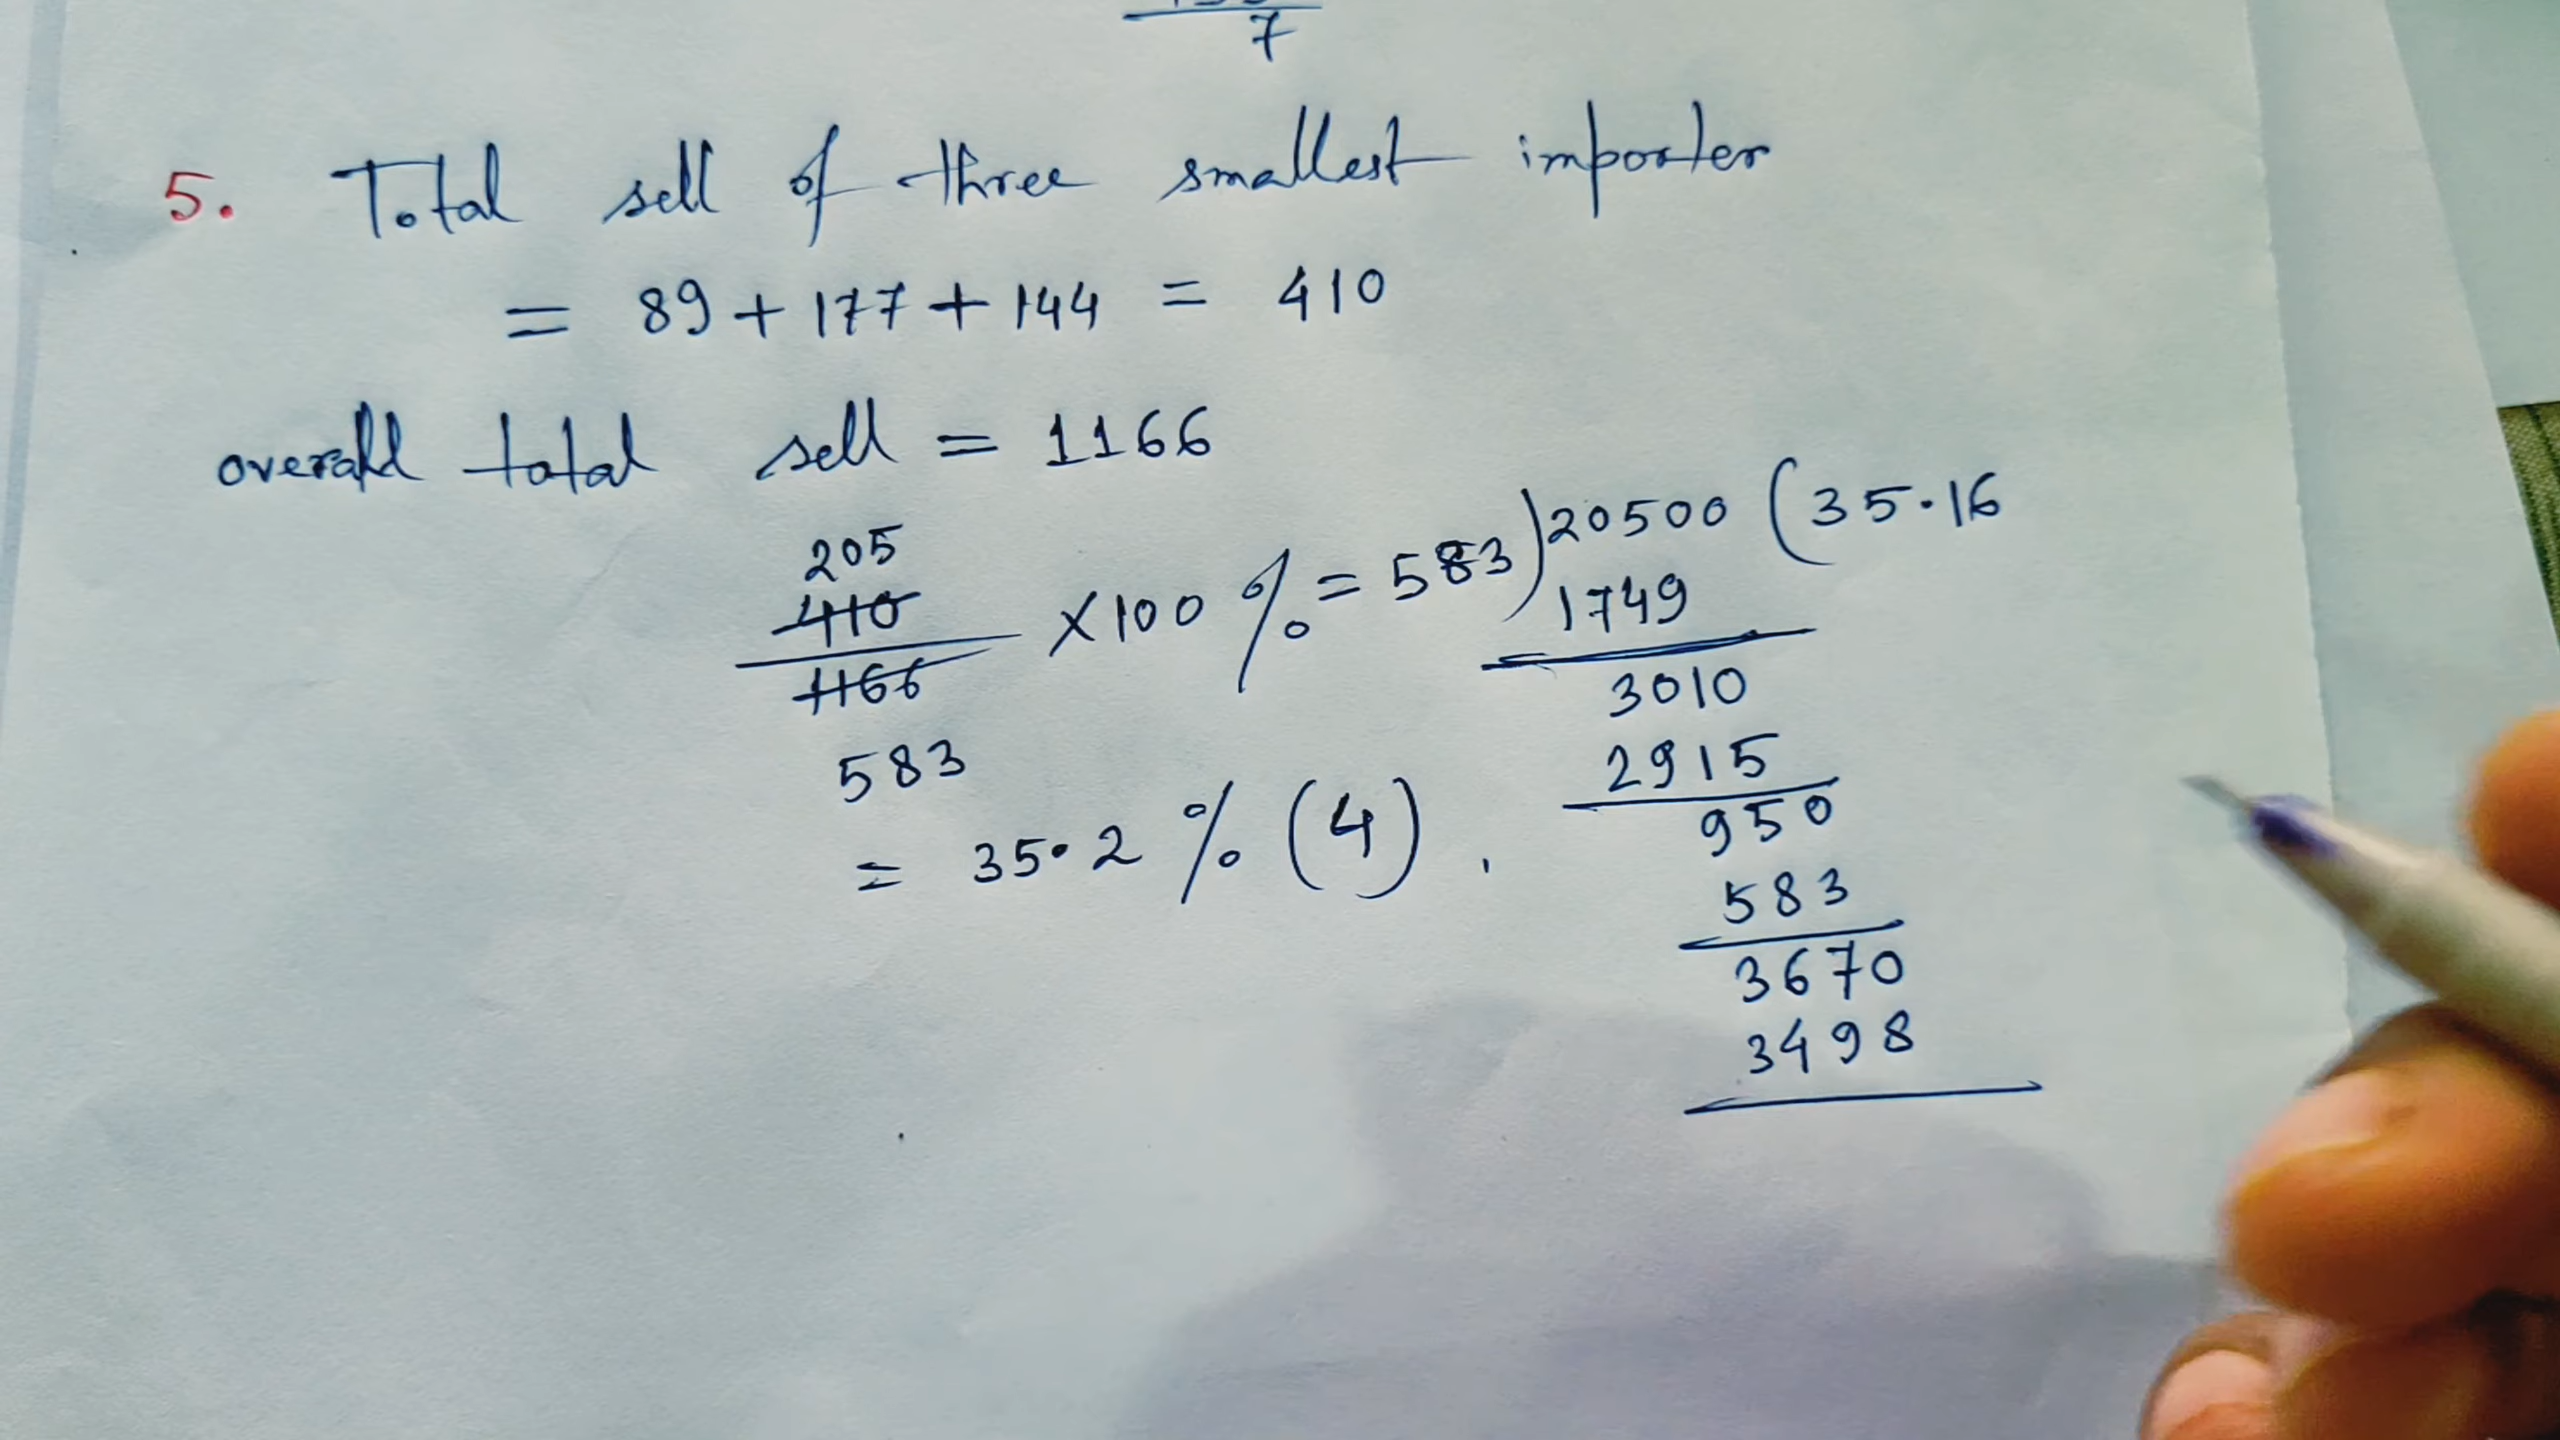 7
5. Total sell of three smallest importer
= 89 + 177 + 144 = 410
overall total sell = 1166
205
410
1166
583
× 100 % = 583 ) 20500 ( 35.16
1749
3010
2915
950
583
3670
3498
= 35.2 % (4).